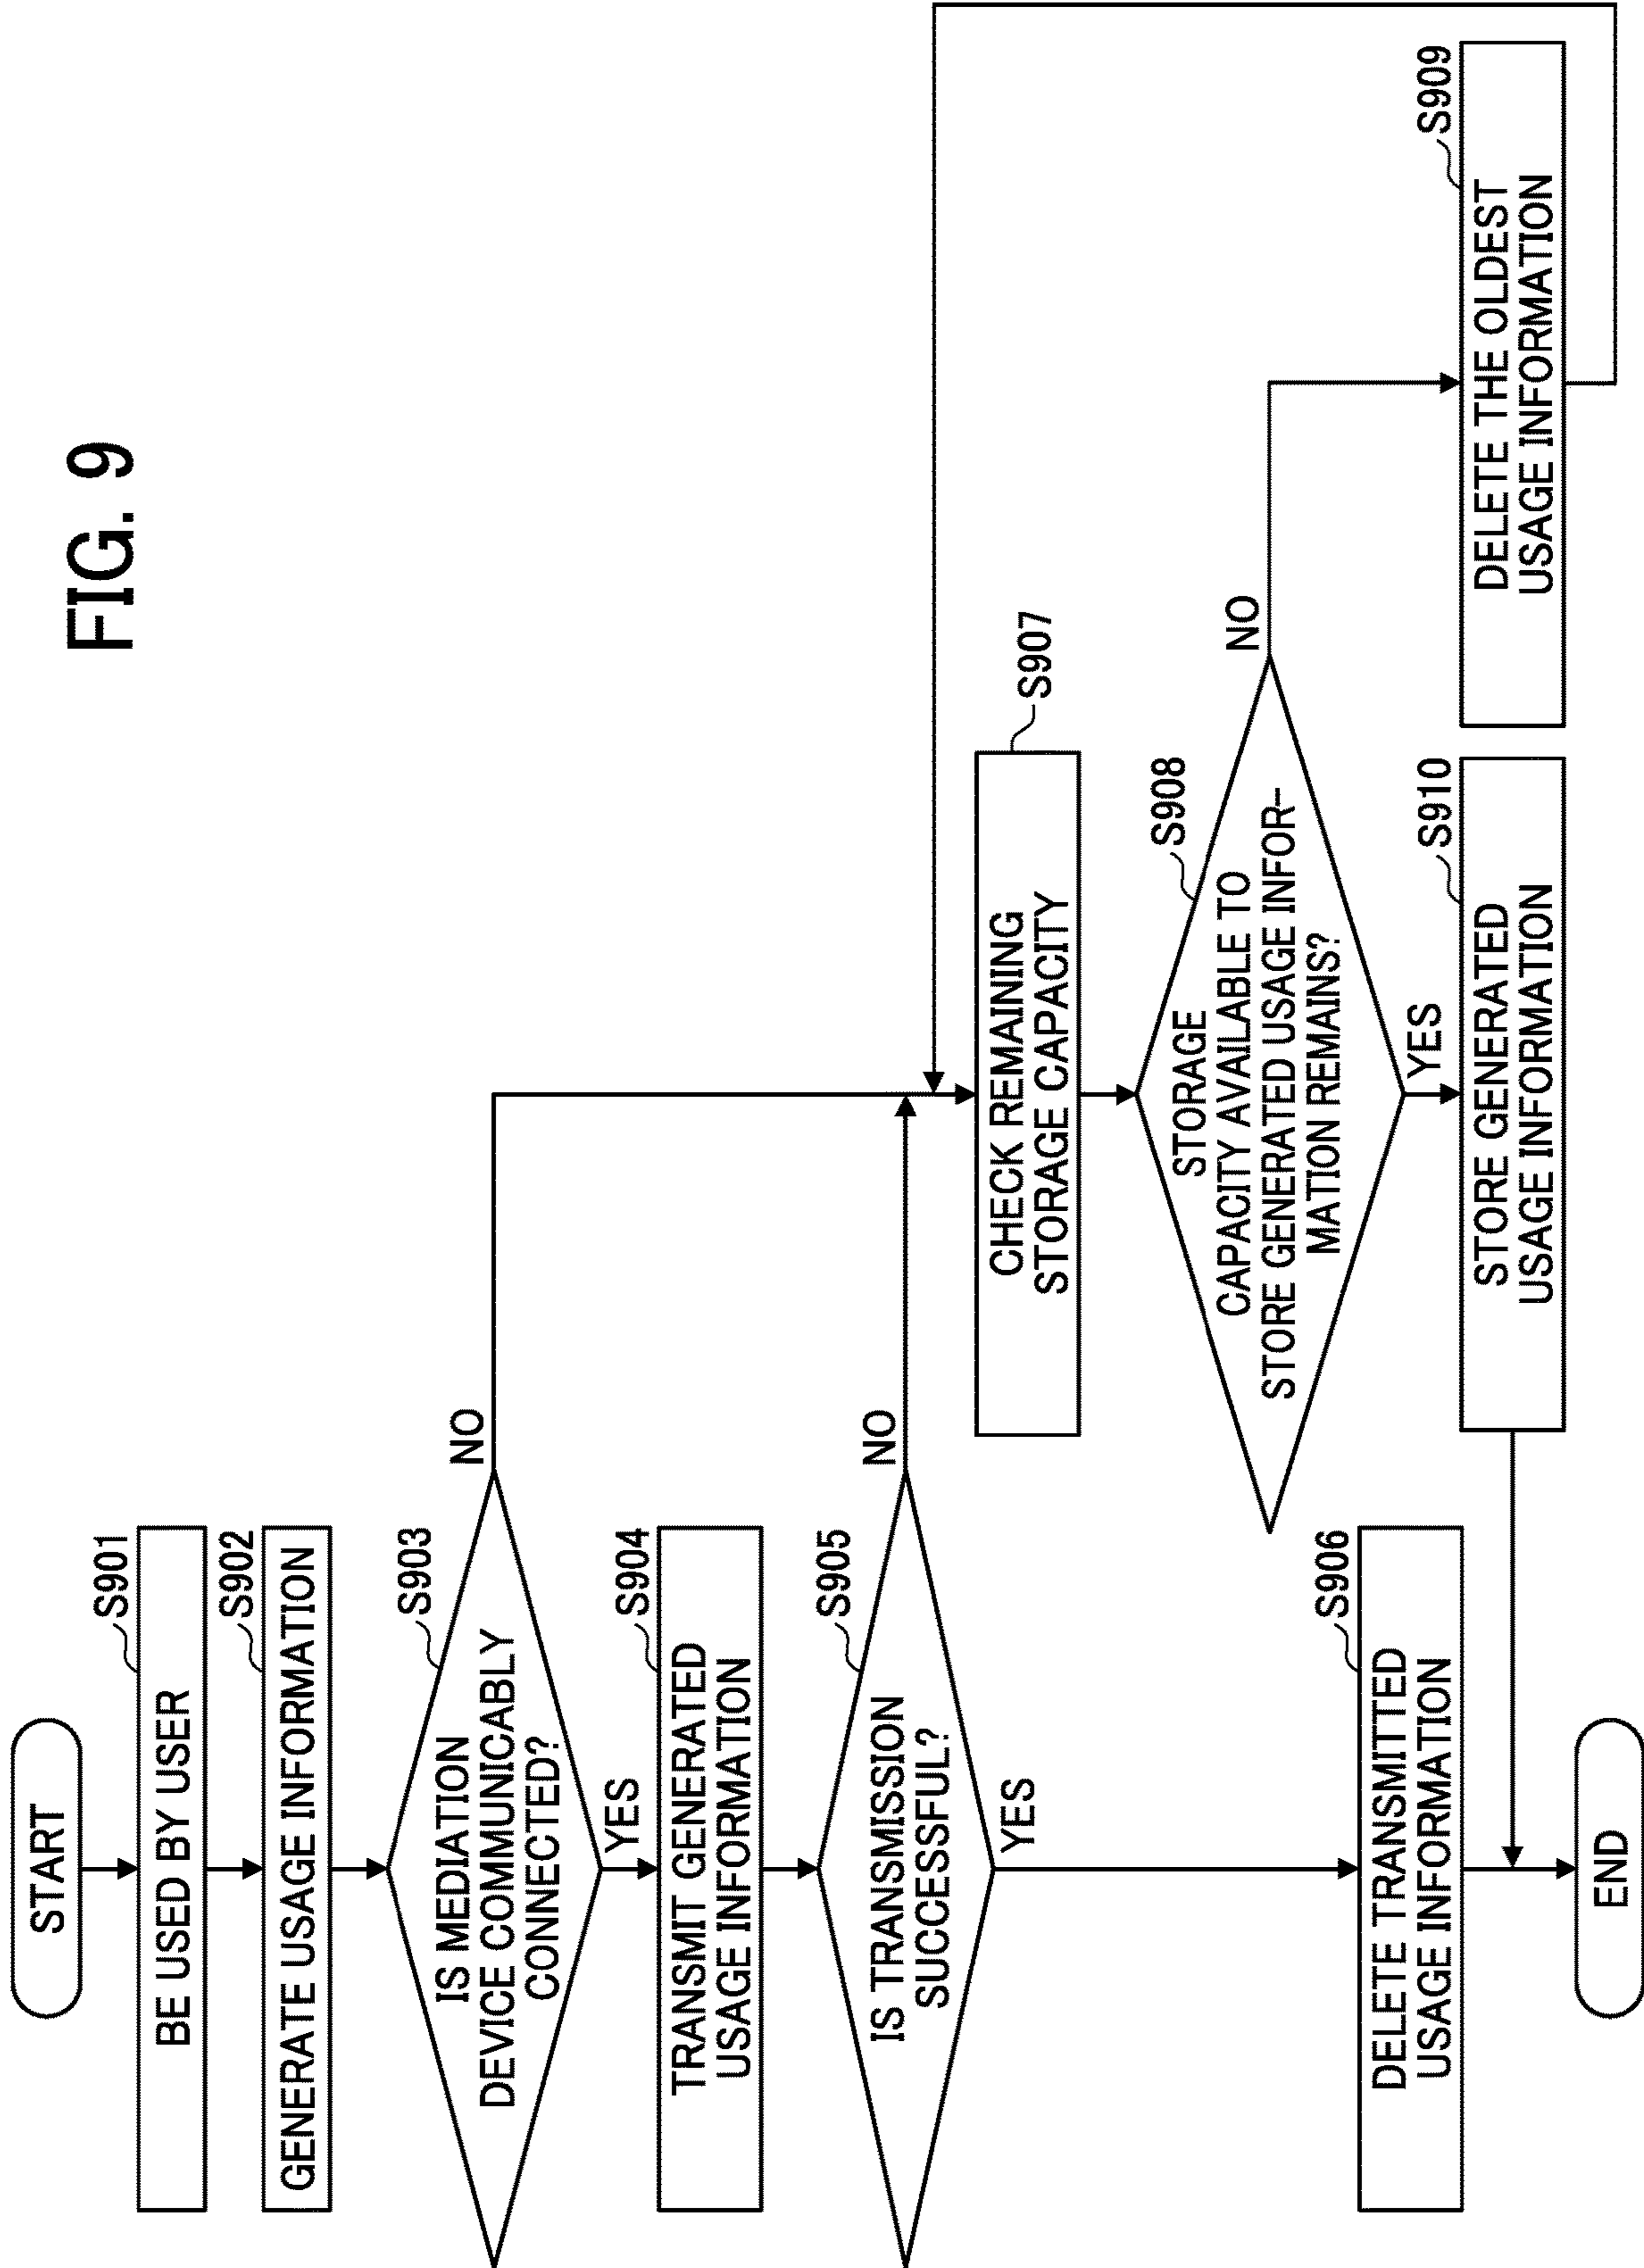 FIG. 9
START
S901
BE USED BY USER
S902
GENERATE USAGE INFORMATION
S903
IS MEDIATION
DEVICE COMMUNICABLY
CONNECTED?
NO
YES
S904
TRANSMIT GENERATED
USAGE INFORMATION
S905
IS TRANSMISSION
SUCCESSFUL?
NO
YES
S906
DELETE TRANSMITTED
USAGE INFORMATION
END
S907
CHECK REMAINING
STORAGE CAPACITY
S908
STORAGE
CAPACITY AVAILABLE TO
STORE GENERATED USAGE INFOR-
MATION REMAINS?
NO
YES
S910
STORE GENERATED
USAGE INFORMATION
S909
DELETE THE OLDEST
USAGE INFORMATION